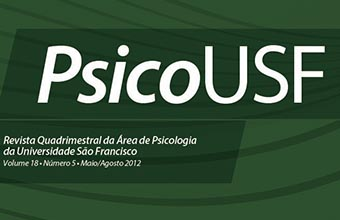 PsicoUSF
Revista Quadrimestral da Área de Psicologia
da Universidade São Francisco
Volume 18 • Número 5 • Maio/Agosto 2012